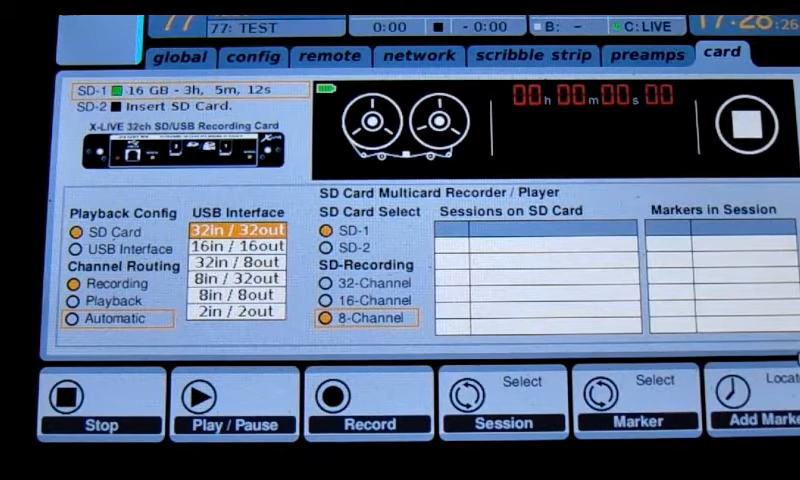 77
77: TEST
0:00
- 0:00
B: -
C: LIVE
17:28:26
global
config
remote
network
scribble strip
preamps
card
SD-1 16 GB - 3h, 5m, 12s
SD-2 Insert SD Card.
X-LIVE 32ch SD/USB Recording Card
00h 00m 00s 00
SD Card Multicard Recorder / Player
Playback Config
SD Card
USB Interface
Channel Routing
Recording
Playback
Automatic
USB Interface
32in / 32out
16in / 16out
32in / 8out
8in / 32out
8in / 8out
2in / 2out
SD Card Select
SD-1
SD-2
SD-Recording
32-Channel
16-Channel
8-Channel
Sessions on SD Card
Markers in Session
Stop
Play / Pause
Record
Select
Session
Select
Marker
Locat
Add Marke